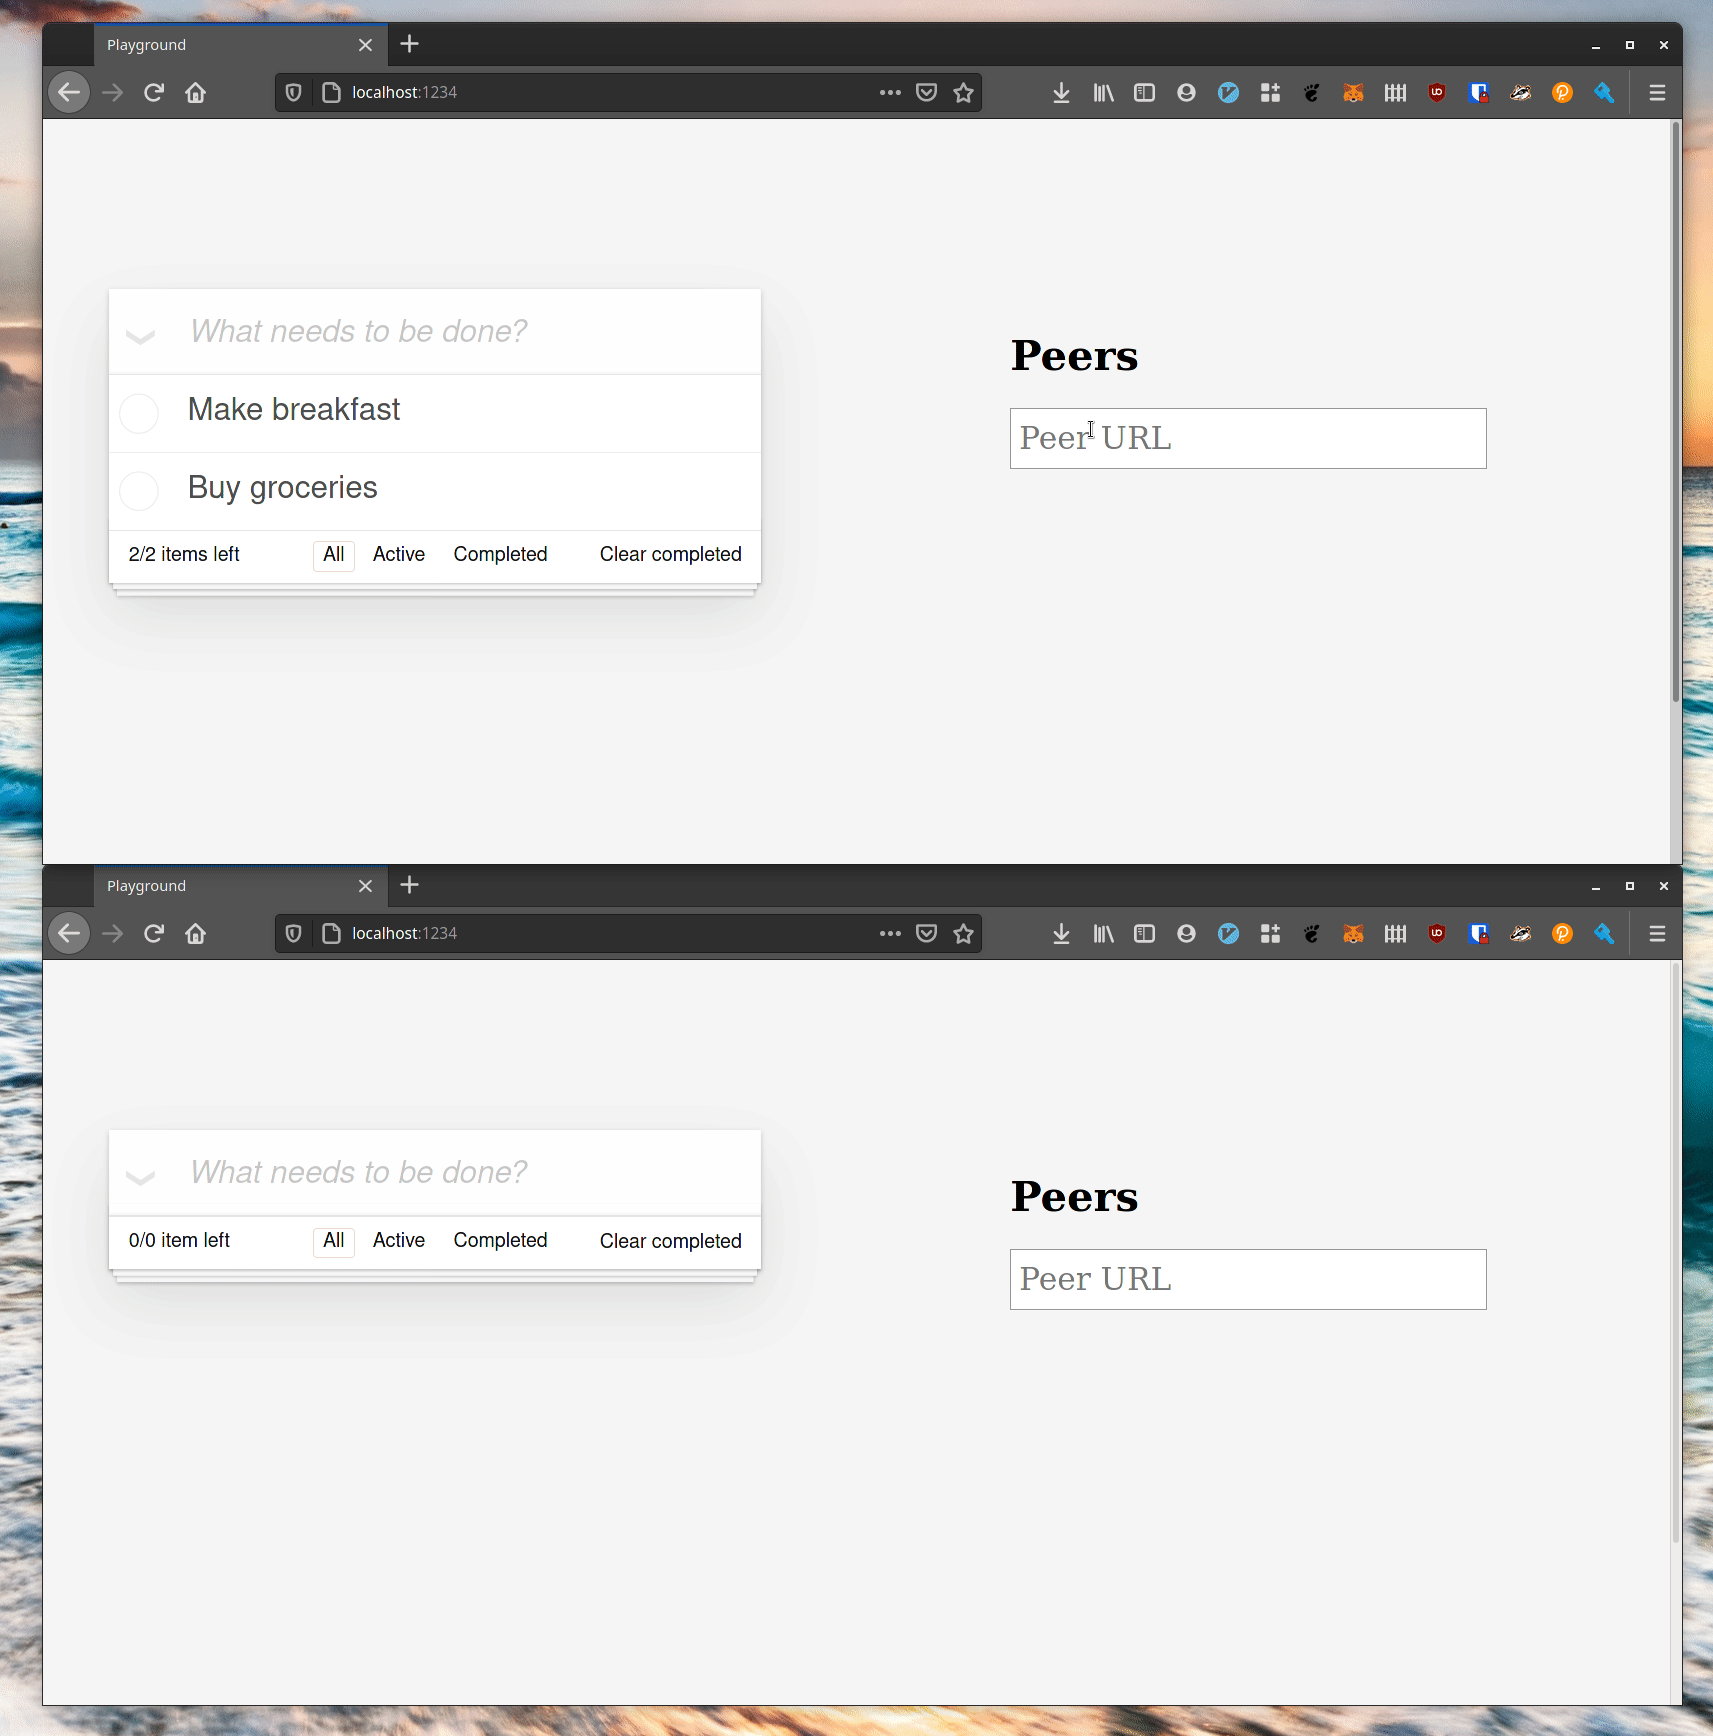 Playground
localhost:1234
What needs to be done?
Make breakfast
Buy groceries
2/2 items left All Active Completed Clear completed
Peers
Peer URL
Playground
localhost:1234
What needs to be done?
0/0 item left All Active Completed Clear completed
Peers
Peer URL